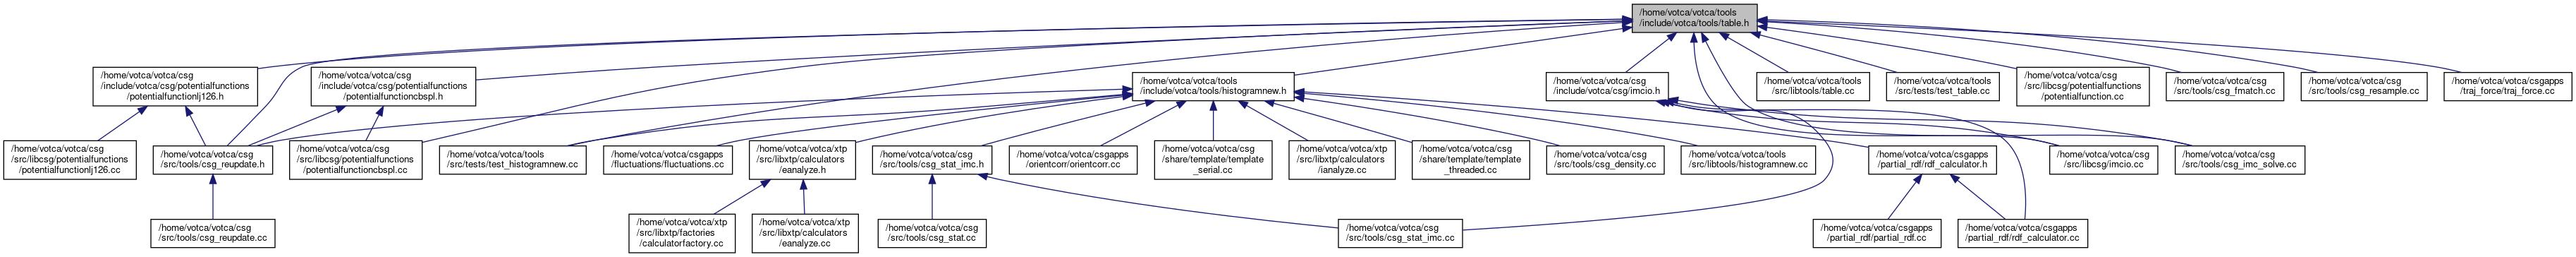 /home/votca/votca/tools
/include/votca/tools/table.h
/home/votca/votca/csg
/include/votca/csg/potentialfunctions
/potentialfunctionlj126.h
/home/votca/votca/csg
/include/votca/csg/potentialfunctions
/potentialfunctioncbspl.h
/home/votca/votca/tools
/include/votca/tools/histogramnew.h
/home/votca/votca/csg
/include/votca/csg/imcio.h
/home/votca/votca/tools
/src/libtools/table.cc
/home/votca/votca/tools
/src/tests/test_table.cc
/home/votca/votca/csg
/src/libcsg/potentialfunctions
/potentialfunction.cc
/home/votca/votca/csg
/src/tools/csg_fmatch.cc
/home/votca/votca/csg
/src/tools/csg_resample.cc
/home/votca/votca/csgapps
/traj_force/traj_force.cc
/home/votca/votca/csg
/src/libcsg/potentialfunctions
/potentialfunctionlj126.cc
/home/votca/votca/csg
/src/tools/csg_reupdate.h
/home/votca/votca/csg
/src/libcsg/potentialfunctions
/potentialfunctioncbspl.cc
/home/votca/votca/tools
/src/tests/test_histogramnew.cc
/home/votca/votca/csgapps
/fluctuations/fluctuations.cc
/home/votca/votca/xtp
/src/libxtp/calculators
/eanalyze.h
/home/votca/votca/csg
/src/tools/csg_stat_imc.h
/home/votca/votca/csgapps
/orientcorr/orientcorr.cc
/home/votca/votca/csg
/share/template/template
_serial.cc
/home/votca/votca/xtp
/src/libxtp/calculators
/ianalyze.cc
/home/votca/votca/csg
/share/template/template
_threaded.cc
/home/votca/votca/csg
/src/tools/csg_density.cc
/home/votca/votca/tools
/src/libtools/histogramnew.cc
/home/votca/votca/csgapps
/partial_rdf/rdf_calculator.h
/home/votca/votca/csg
/src/libcsg/imcio.cc
/home/votca/votca/csg
/src/tools/csg_imc_solve.cc
/home/votca/votca/csg
/src/tools/csg_reupdate.cc
/home/votca/votca/xtp
/src/libxtp/factories
/calculatorfactory.cc
/home/votca/votca/xtp
/src/libxtp/calculators
/eanalyze.cc
/home/votca/votca/csg
/src/tools/csg_stat.cc
/home/votca/votca/csg
/src/tools/csg_stat_imc.cc
/home/votca/votca/csgapps
/partial_rdf/partial_rdf.cc
/home/votca/votca/csgapps
/partial_rdf/rdf_calculator.cc